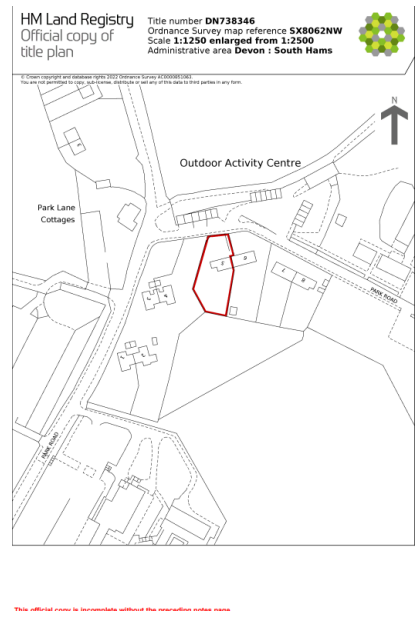 HM Land Registry
Official copy of
title plan
Title number DN738346
Ordnance Survey map reference SX8062NW
Scale 1:1250 enlarged from 1:2500
Administrative area Devon : South Hams
© Crown copyright and database rights 2022 Ordnance Survey
You are not permitted to copy, sub-license, distribute or sell any of this data to third parties in any form.
N
Outdoor Activity Centre
Park Lane
Cottages
6
7
8
PARK ROAD
PARK ROAD
This official copy is incomplete without the preceding notes page.